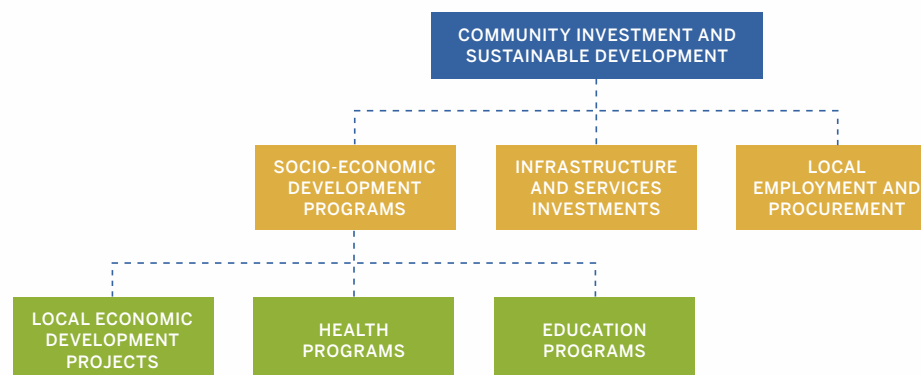 COMMUNITY INVESTMENT AND
SUSTAINABLE DEVELOPMENT
SOCIO-ECONOMIC
DEVELOPMENT
PROGRAMS
INFRASTRUCTURE
AND SERVICES
INVESTMENTS
LOCAL
EMPLOYMENT AND
PROCUREMENT
LOCAL ECONOMIC
DEVELOPMENT
PROJECTS
HEALTH
PROGRAMS
EDUCATION
PROGRAMS